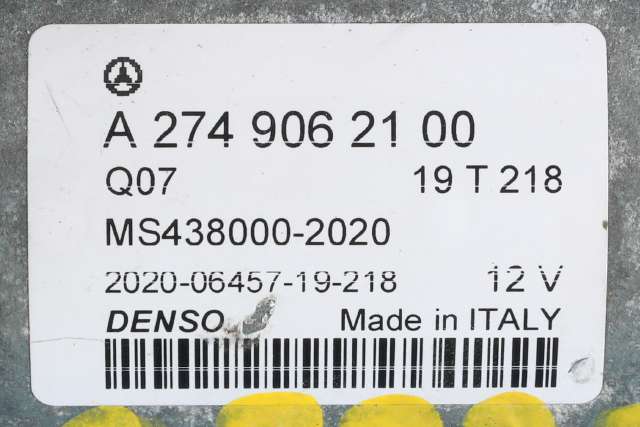 A 274 906 21 00
Q07 19 T 218
MS438000-2020
2020-06457-19-218 12 V
DENSO Made in ITALY